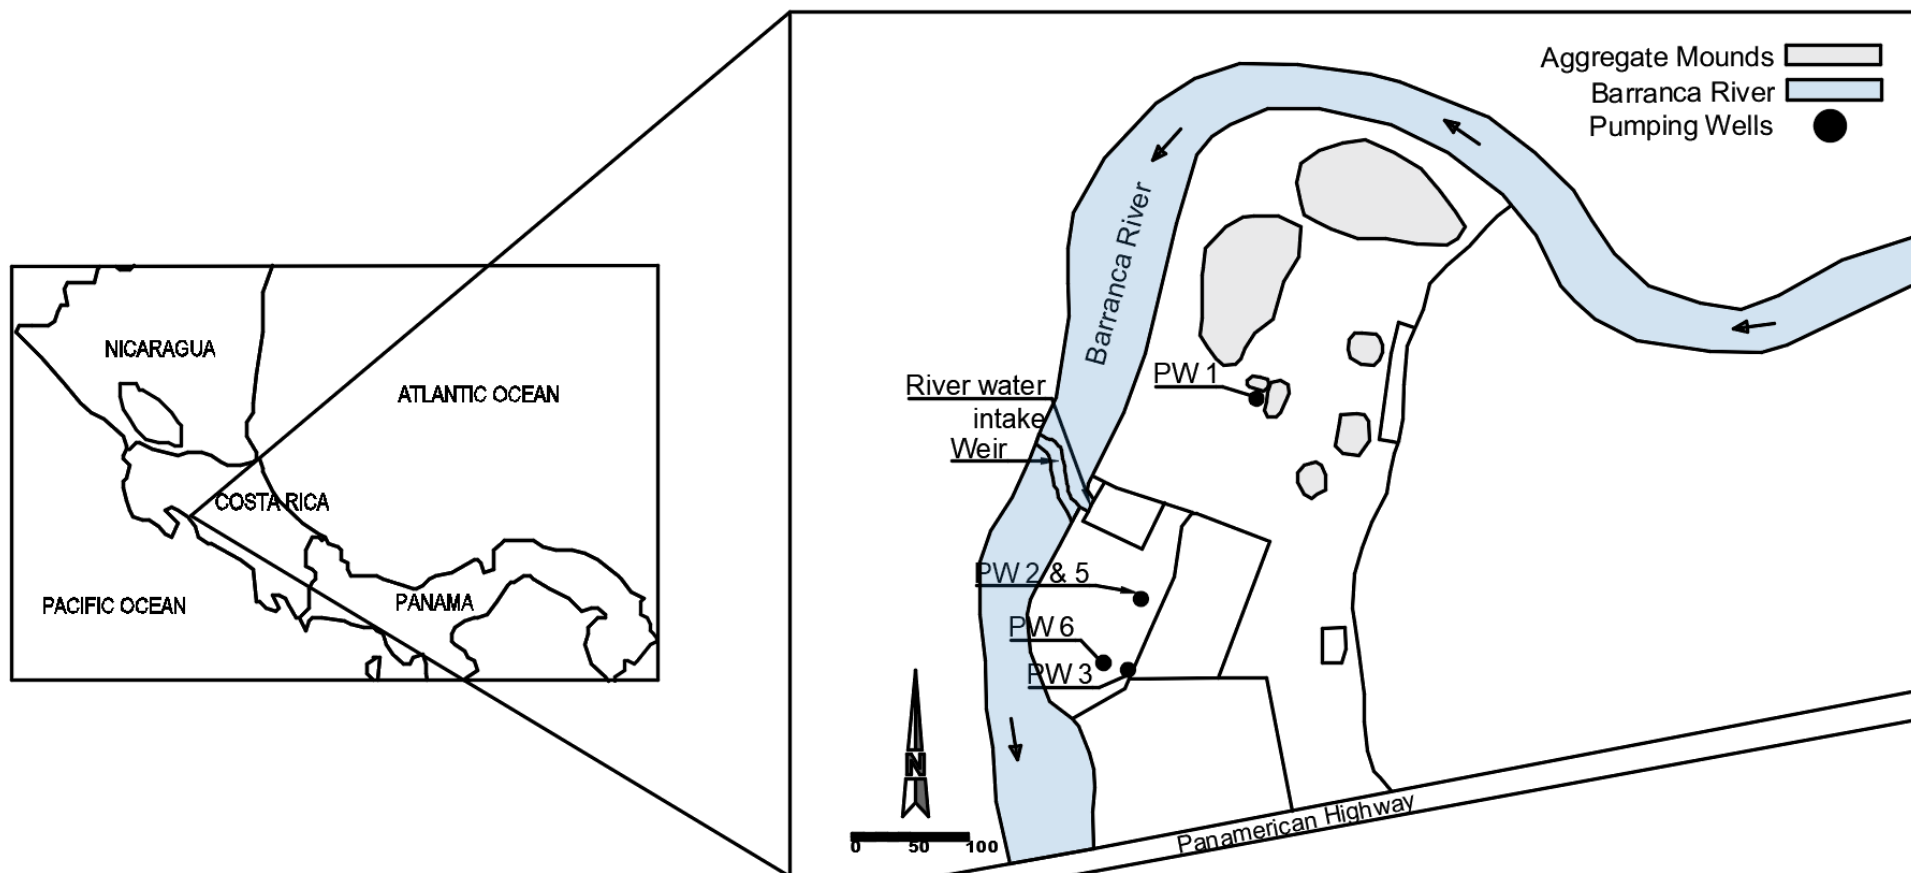 Aggregate Mounds
Barranca River
Pumping Wells
NICARAGUA
ATLANTIC OCEAN
COSTA RICA
PACIFIC OCEAN
PANAMA
Barranca River
PW 1
River water
intake
Weir
PW 2 & 5
PW 6
PW 3
N
0 50 100
Panamerican Highway